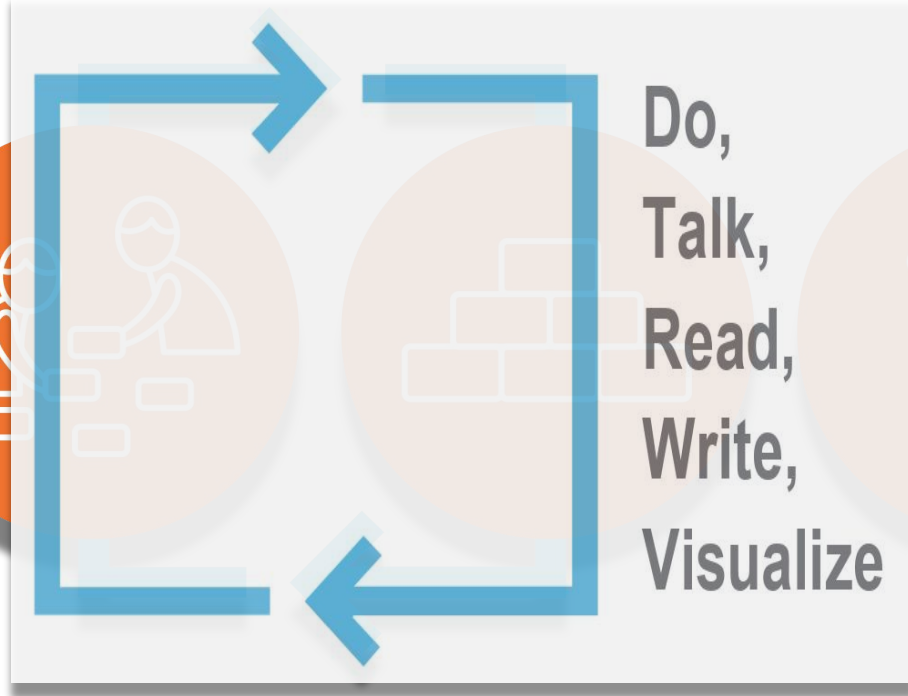 Do,
Talk,
Read,
Write,
Visualize